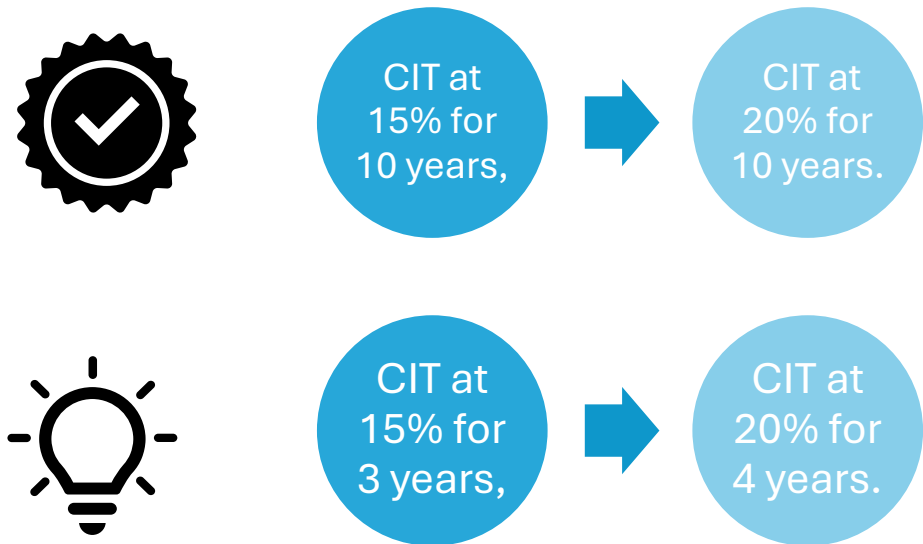 CIT at
15% for
10 years,
CIT at
20% for
10 years.
CIT at
15% for
3 years,
CIT at
20% for
4 years.